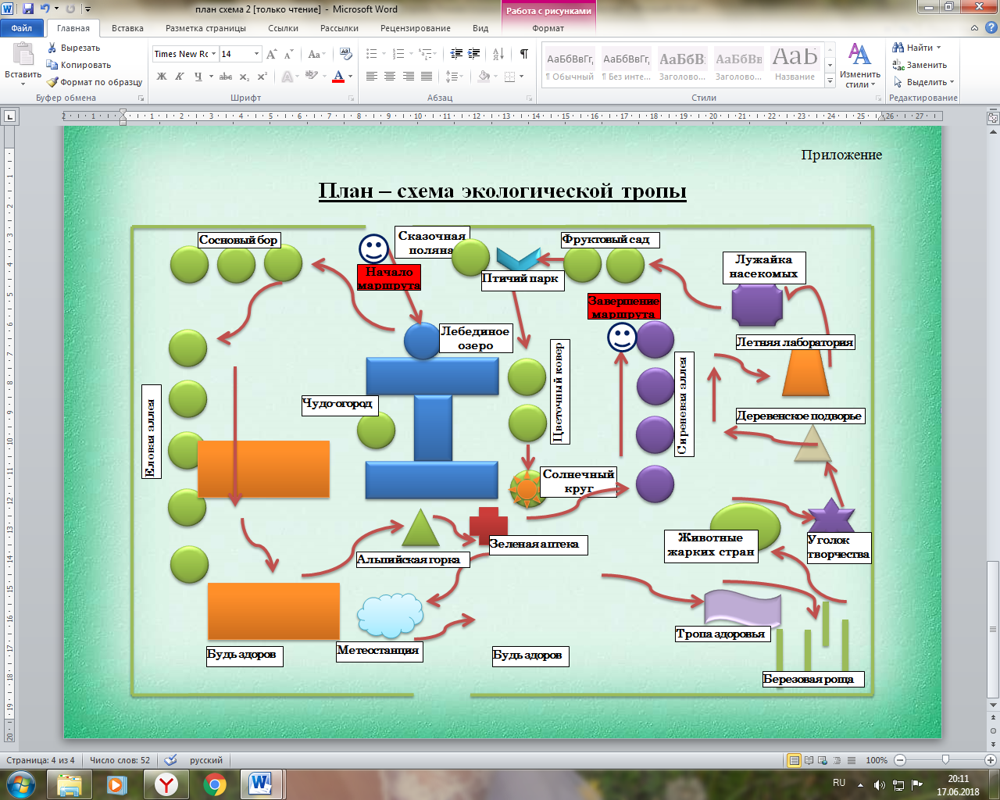 план схема 2 [только чтение] - Microsoft Word
Работа с рисунками
Файл
Главная
Вставка
Разметка страницы
Ссылки
Рассылки
Рецензирование
Вид
Формат
Вставить
Вырезать
Копировать
Формат по образцу
Буфер обмена
Times New Rс
14
Шрифт
Абзац
АаБбВвГг,
¶ Обычный
АаБбВвГг,
¶ Без инте...
АаБбВ
Заголово...
АаБбВв
Заголово...
АаЬ
Название
Стили
Изменить
стили
Найти
Заменить
Выделить
Редактирование
Приложение
План – схема экологической тропы
Сосновый бор
Сказочная
поляна
Начало
маршрута
Птичий парк
Фруктовый сад
Лужайка
насекомых
Завершение
маршрута
Лебединое
озеро
Цветочный ковер
Летняя лаборатория
Сиреневая аллея
Еловая аллея
Чудо-огород
Деревенское подворье
Солнечный
круг
Альпийская горка
Зеленая аптека
Животные
жарких стран
Уголок
творчества
Тропа здоровья
Будь здоров
Метеостанция
Будь здоров
Березовая роща
Страница: 4 из 4
Число слов: 52
русский
100%
RU
20:11
17.06.2018